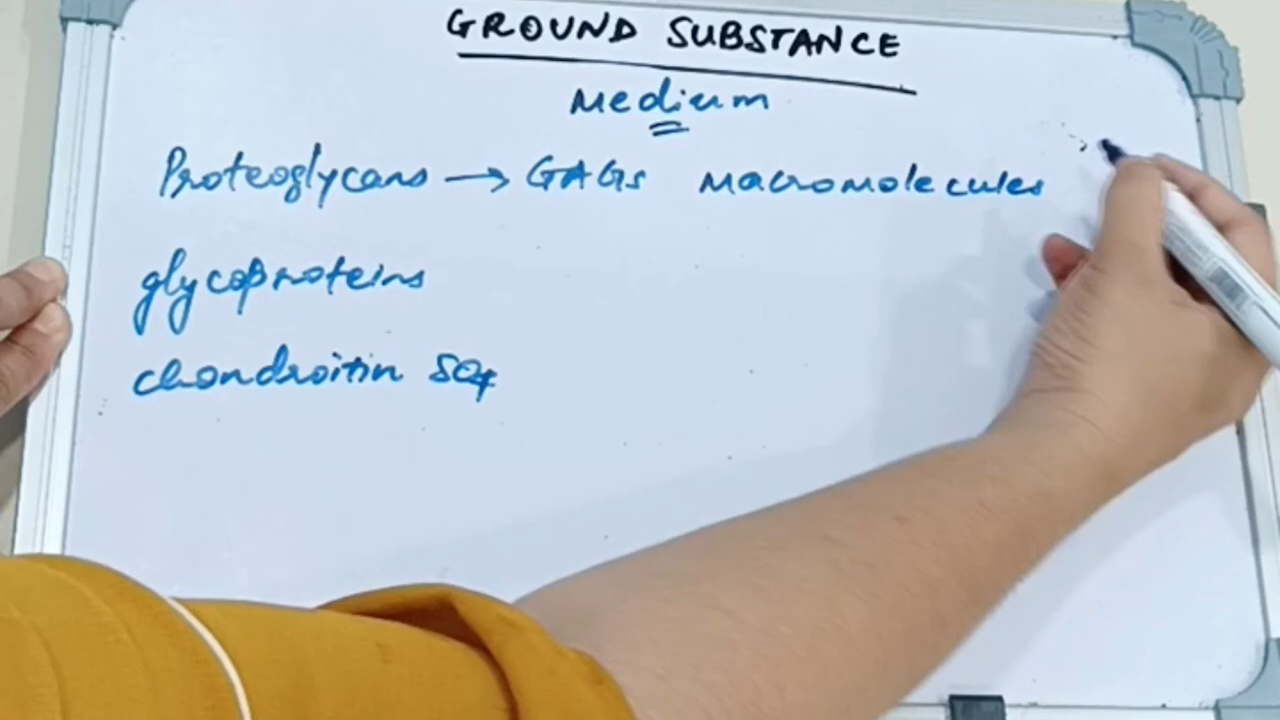 GROUND SUBSTANCE
Medium
Proteoglycans → GAGs Macromolecules
glycoproteins
chondroitin SO4